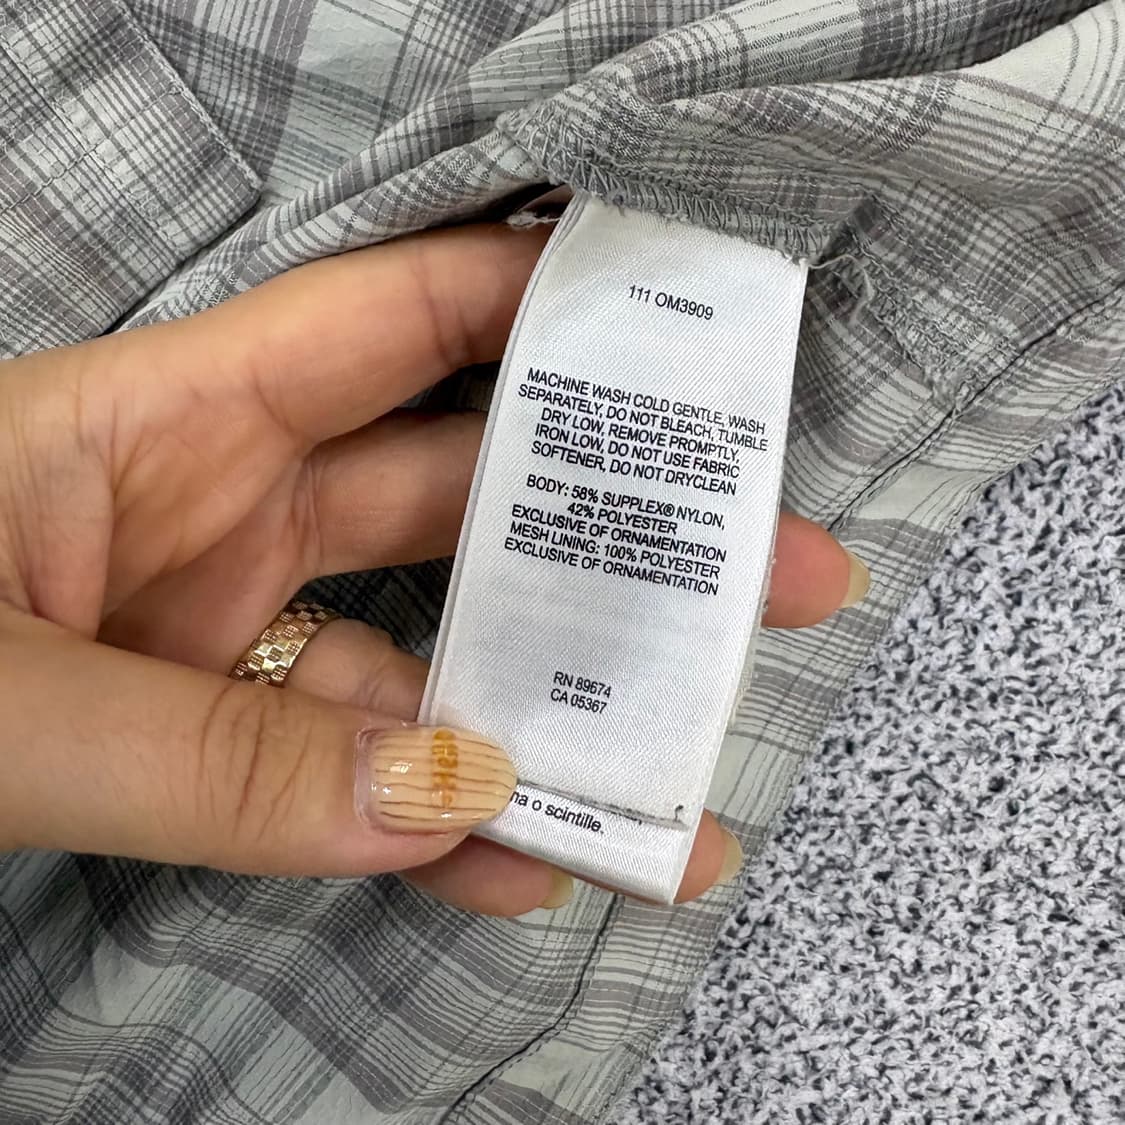 111 OM3909
MACHINE WASH COLD GENTLE, WASH
SEPARATELY, DO NOT BLEACH, TUMBLE
DRY LOW, REMOVE PROMPTLY,
IRON LOW, DO NOT USE FABRIC
SOFTENER, DO NOT DRYCLEAN
BODY: 58% SUPPLEX® NYLON,
42% POLYESTER
EXCLUSIVE OF ORNAMENTATION
MESH LINING: 100% POLYESTER
EXCLUSIVE OF ORNAMENTATION
RN 89674
CA 05367
o scintille.